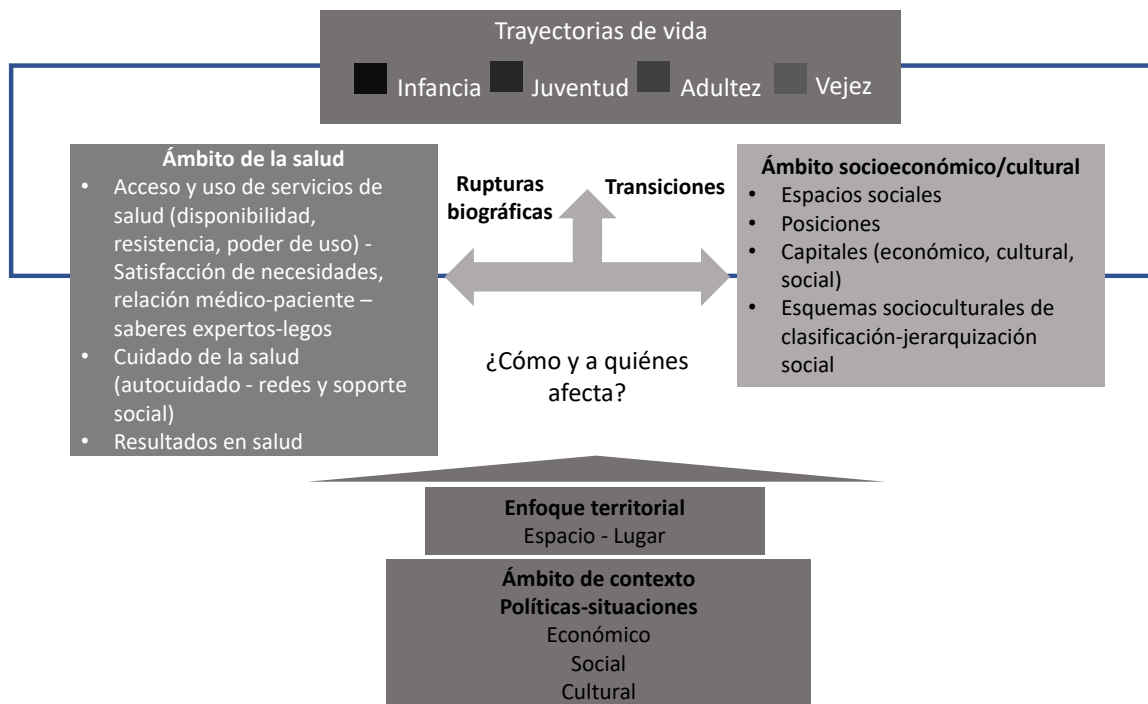 Trayectorias de vida
Infancia Juventud Adultez Vejez
Ámbito de la salud
• Acceso y uso de servicios de
salud (disponibilidad,
resistencia, poder de uso) -
Satisfacción de necesidades,
relación médico-paciente –
saberes expertos-legos
• Cuidado de la salud
(autocuidado - redes y soporte
social)
• Resultados en salud
Rupturas
biográficas
Transiciones
¿Cómo y a quiénes
afecta?
Ámbito socioeconómico/cultural
• Espacios sociales
• Posiciones
• Capitales (económico, cultural,
social)
• Esquemas socioculturales de
clasificación-jerarquización
social
Enfoque territorial
Espacio - Lugar
Ámbito de contexto
Políticas-situaciones
Económico
Social
Cultural